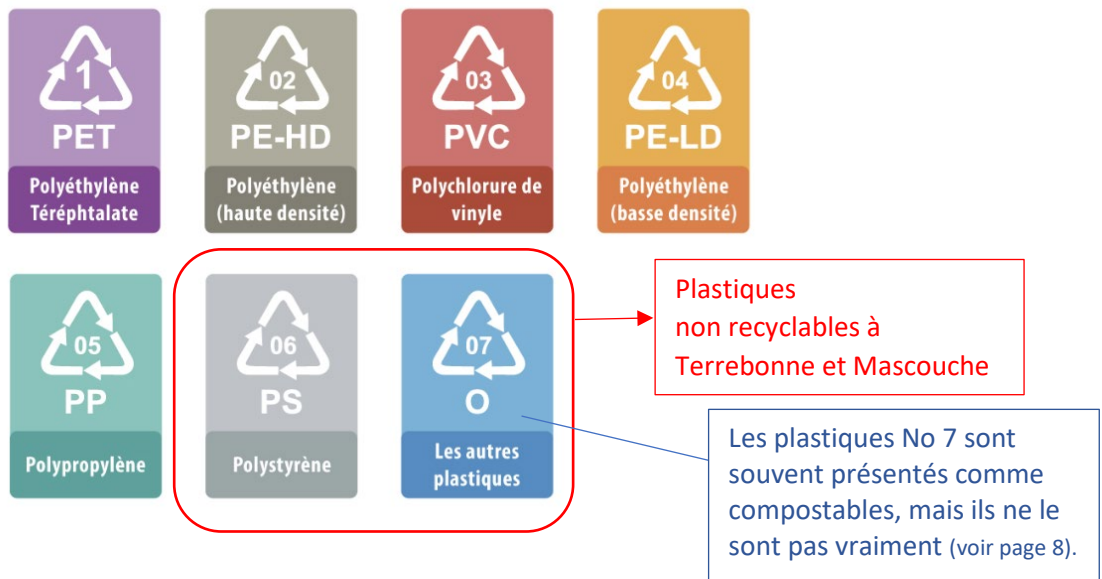 1
PET
Polyéthylène
Téréphtalate
02
PE-HD
Polyéthylène
(haute densité)
03
PVC
Polychlorure de
vinyle
04
PE-LD
Polyéthylène
(basse densité)
05
PP
Polypropylène
06
PS
Polystyrène
07
O
Les autres
plastiques
Plastiques
non recyclables à
Terrebonne et Mascouche
Les plastiques No 7 sont
souvent présentés comme
compostables, mais ils ne le
sont pas vraiment (voir page 8).